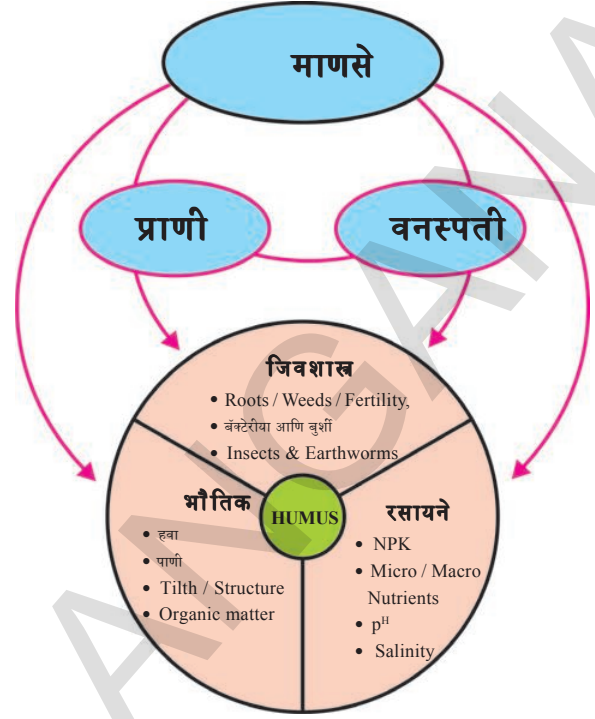 माणसे
प्राणी
वनस्पती
जिवशास्त्र
• Roots / Weeds / Fertility,
• बॅक्टेरीया आणि बुर्शी
• Insects & Earthworms
भौतिक
• हवा
• पाणी
• Tilth / Structure
• Organic matter
HUMUS
रसायने
• NPK
• Micro / Macro
Nutrients
• pᴴ
• Salinity